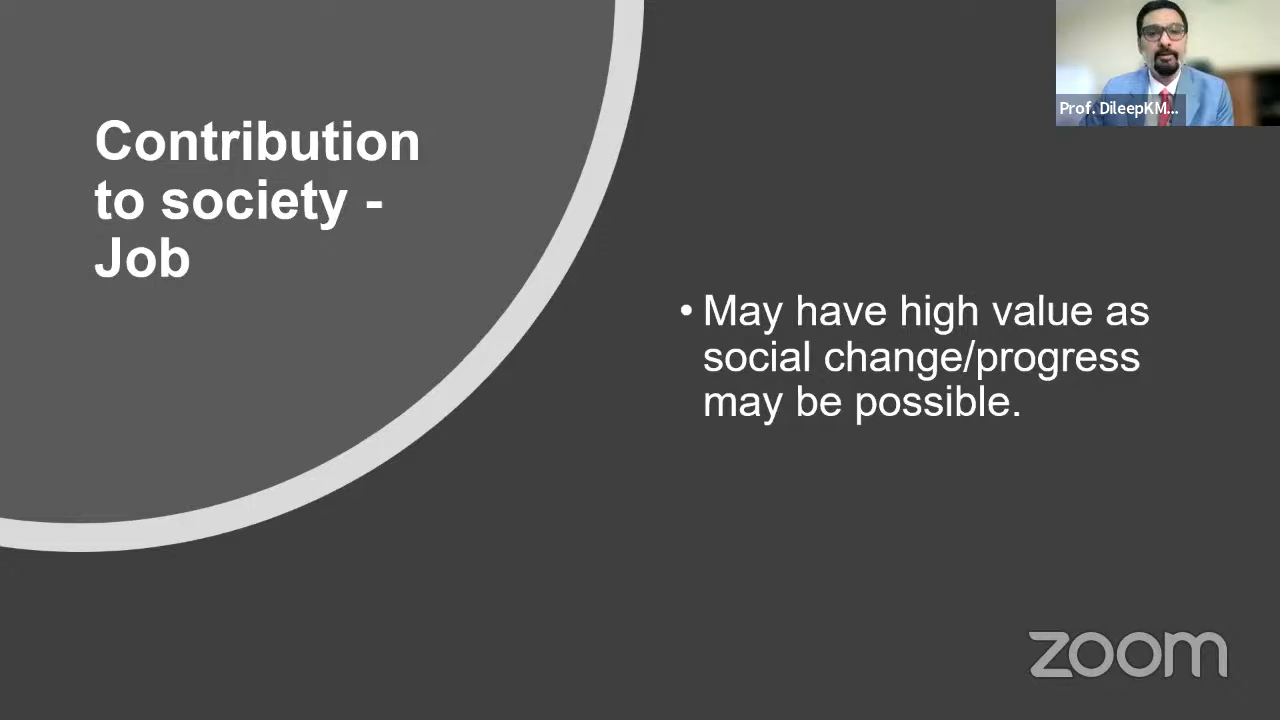 Prof. DileepKM...
Contribution
to society -
Job
• May have high value as
social change/progress
may be possible.
zoom